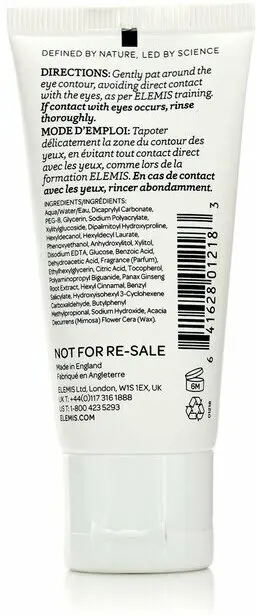 DEFINED BY NATURE, LED BY SCIENCE
DIRECTIONS: Gently pat around the
eye contour, avoiding direct contact
with the eyes, as per ELEMIS training.
If contact with eyes occurs, rinse
thoroughly.
MODE D'EMPLOI: Tapoter
délicatement la zone du contour des
yeux, en évitant tout contact direct
avec les yeux, comme lors de la
formation ELEMIS. En cas de contact
avec les yeux, rincer abondamment.
INGREDIENTS/INGRÉDIENTS:
Aqua/Water/Eau, Dicaprylyl Carbonate,
PEG-8, Glycerin, Sodium Polyacrylate,
Xylitylglucoside, Dipalmitoyl Hydroxyproline,
Hexyldecanol, Hexyldecyl Laurate,
Phenoxyethanol, Anhydroxylitol, Xylitol,
Disodium EDTA, Glucose, Benzoic Acid,
Dehydroacetic Acid, Fragrance (Parfum),
Ethylhexylglycerin, Citric Acid, Tocopherol,
Polyaminopropyl Biguanide, Panax Ginseng
Root Extract, Hexyl Cinnamal, Benzyl
Salicylate, Hydroxyisohexyl 3-Cyclohexene
Carboxaldehyde, Butylphenyl
Methylpropional, Sodium Hydroxide, Acacia
Decurrens (Mimosa) Flower Cera (Wax).
6 41628 01218 3
NOT FOR RE-SALE
Made in England
Fabriqué en Angleterre
ELEMIS Ltd, London, W1S 1EX, UK
UK T: +44(0)117 316 1888
US T: 1-800 423 5293
ELEMIS.COM
6M
01218